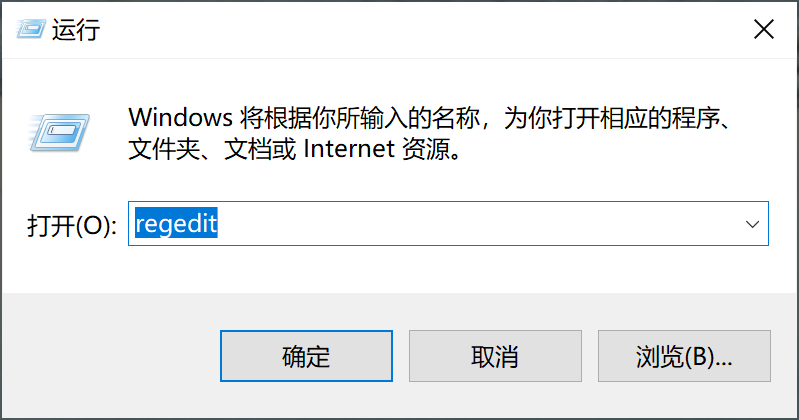 运行
Windows 将根据你所输入的名称，为你打开相应的程序、
文件夹、文档或 Internet 资源。
打开(O): regedit
确定 取消 浏览(B)...